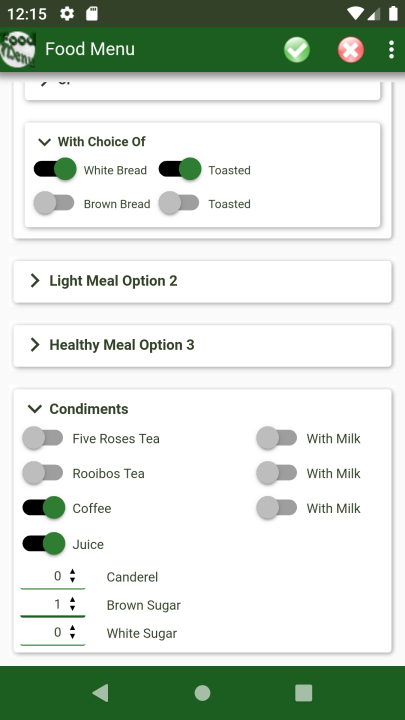 12:15
Food Menu
Food Menu
With Choice Of
White Bread Toasted
Brown Bread Toasted
Light Meal Option 2
Healthy Meal Option 3
Condiments
Five Roses Tea With Milk
Rooibos Tea With Milk
Coffee With Milk
Juice
0 Canderel
1 Brown Sugar
0 White Sugar